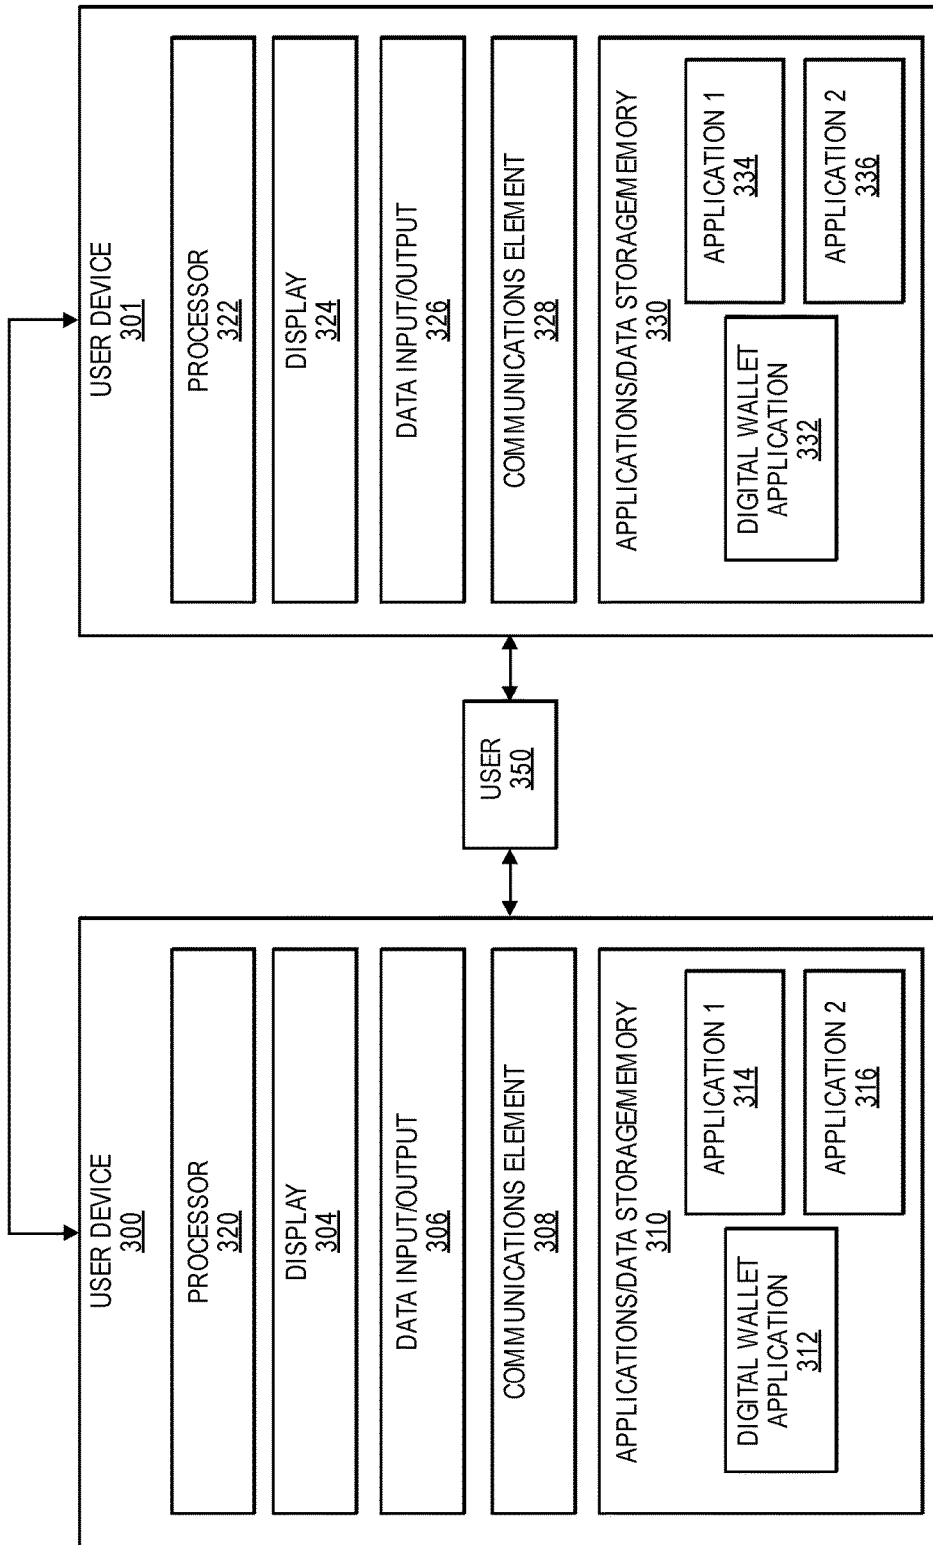 USER DEVICE
300
PROCESSOR
320
DISPLAY
304
DATA INPUT/OUTPUT
306
COMMUNICATIONS ELEMENT
308
APPLICATIONS/DATA STORAGE/MEMORY
310
DIGITAL WALLET
APPLICATION
312
APPLICATION 1
314
APPLICATION 2
316
USER
350
USER DEVICE
301
PROCESSOR
322
DISPLAY
324
DATA INPUT/OUTPUT
326
COMMUNICATIONS ELEMENT
328
APPLICATIONS/DATA STORAGE/MEMORY
330
DIGITAL WALLET
APPLICATION
332
APPLICATION 1
334
APPLICATION 2
336